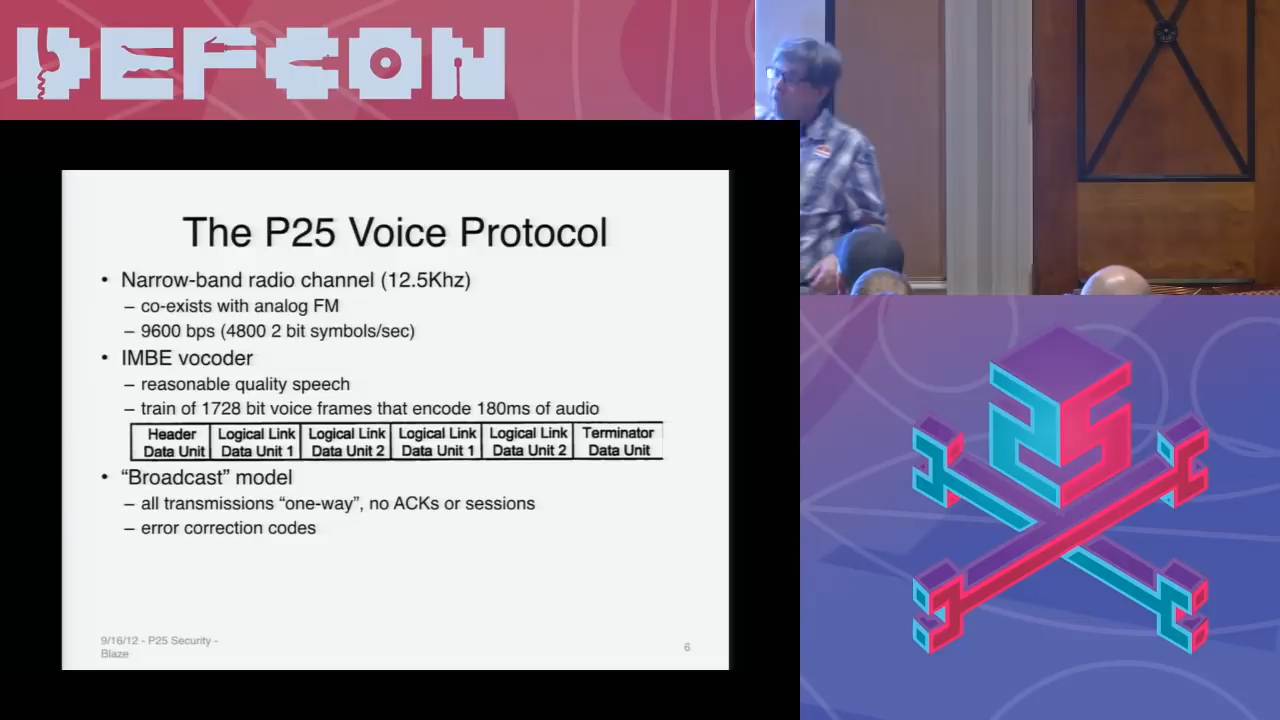 DEFCON
The P25 Voice Protocol
• Narrow-band radio channel (12.5Khz)
– co-exists with analog FM
– 9600 bps (4800 2 bit symbols/sec)
• IMBE vocoder
– reasonable quality speech
– train of 1728 bit voice frames that encode 180ms of audio
Header Logical Link Logical Link Logical Link Logical Link Terminator
Data Unit Data Unit 1 Data Unit 2 Data Unit 1 Data Unit 2 Data Unit
• “Broadcast” model
– all transmissions “one-way”, no ACKs or sessions
– error correction codes
9/16/12 - P25 Security -
Blaze
6
25